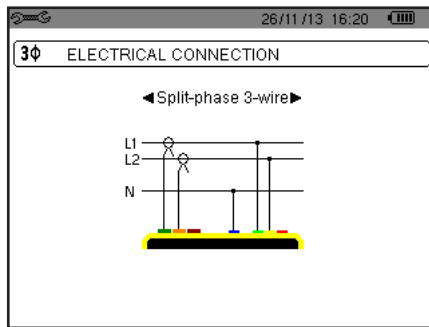 26/11/13 16:20
3Φ ELECTRICAL CONNECTION
◄Split-phase 3-wire►
L1
L2
N